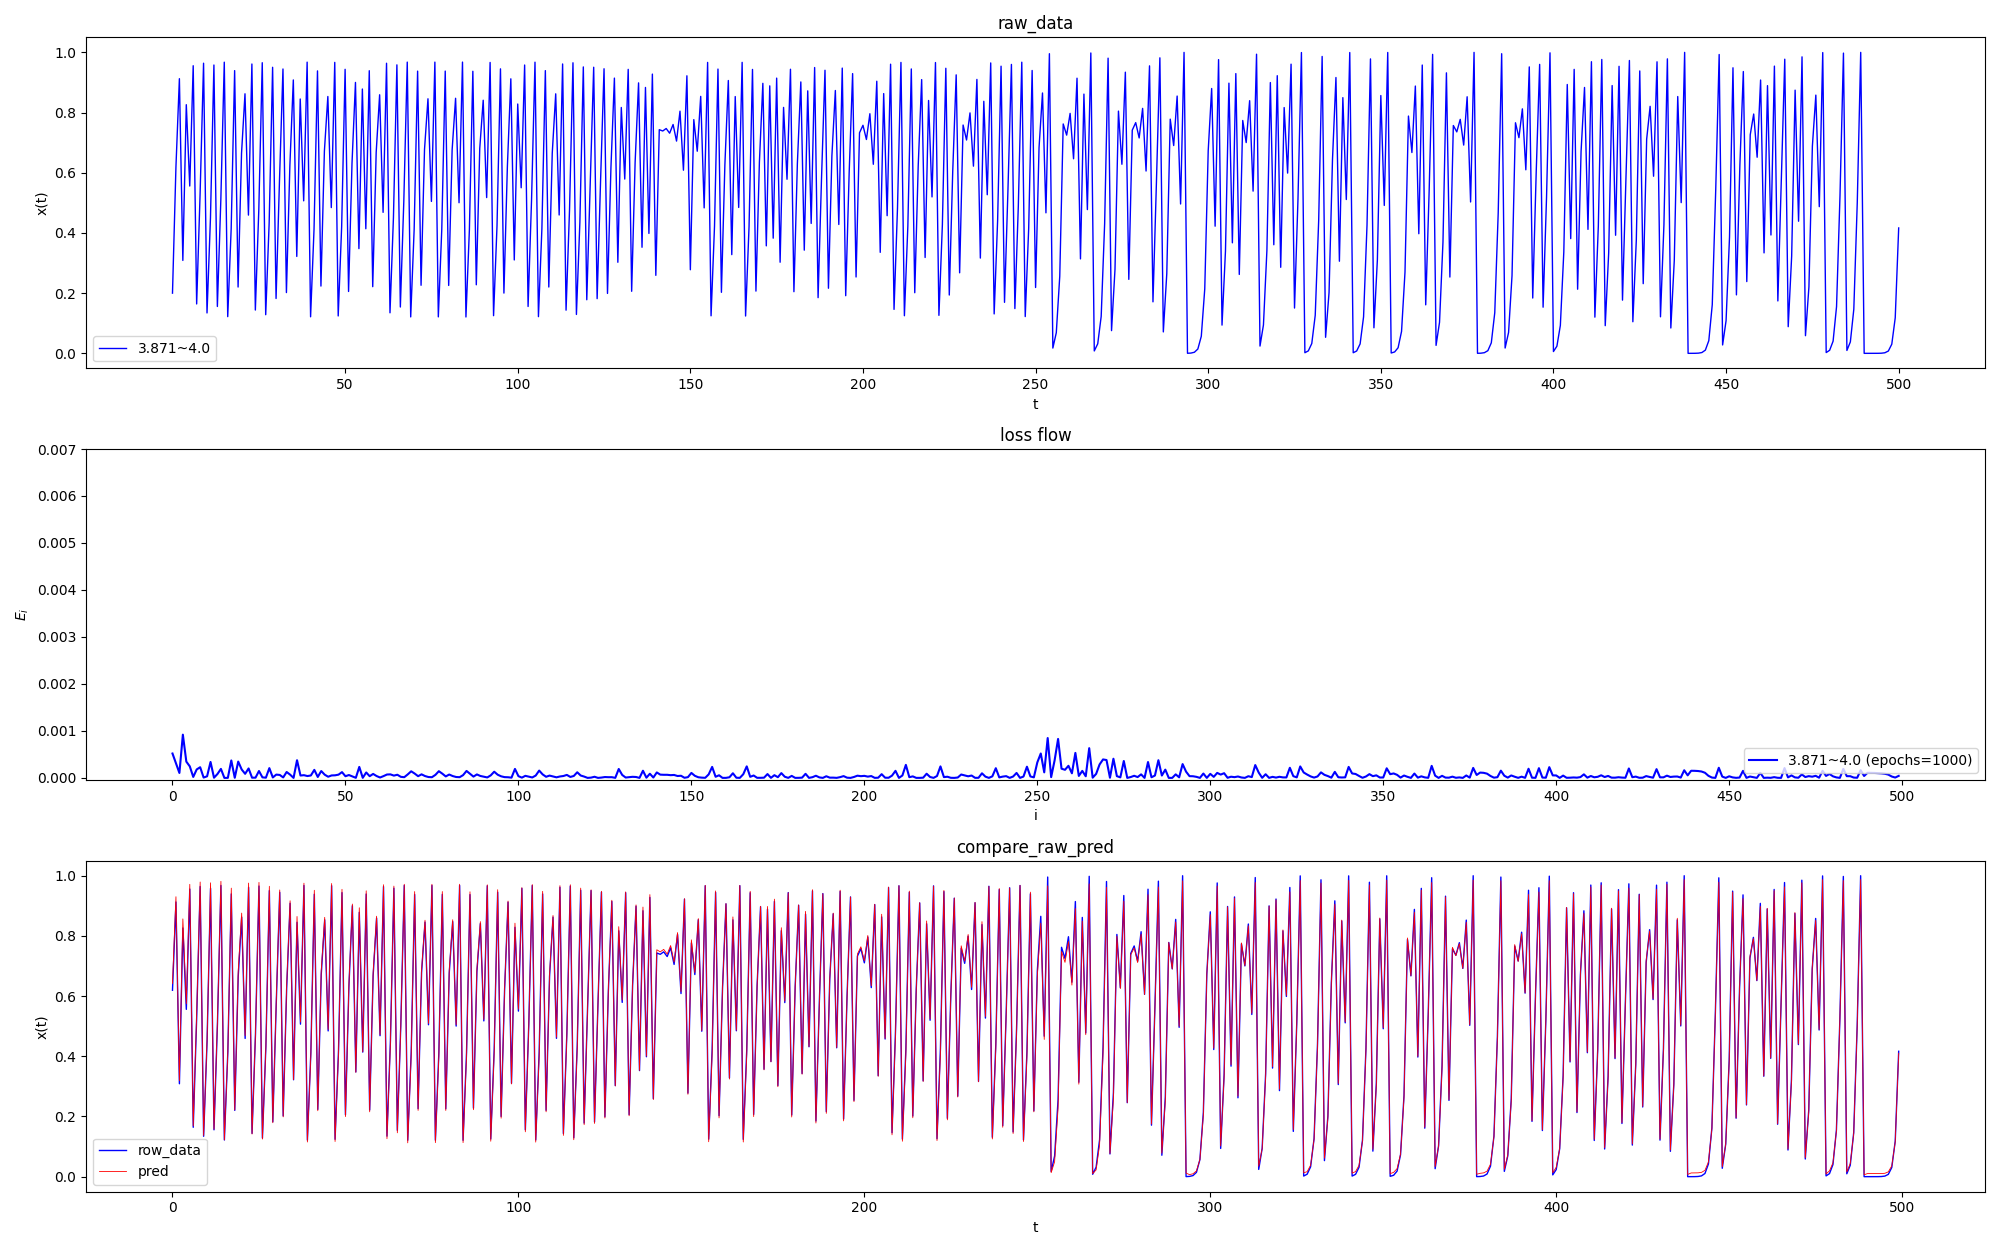 raw_data
1.0
0.8
0.6
0.4
0.2
0.0
x(t)
3.871~4.0
50 100 150 200 250 300 350 400 450 500
t
loss flow
0.007
0.006
0.005
0.004
0.003
0.002
0.001
0.000
E_i
3.871~4.0 (epochs=1000)
0 50 100 150 200 250 300 350 400 450 500
i
compare_raw_pred
1.0
0.8
0.6
0.4
0.2
0.0
x(t)
row_data
pred
0 100 200 300 400 500
t